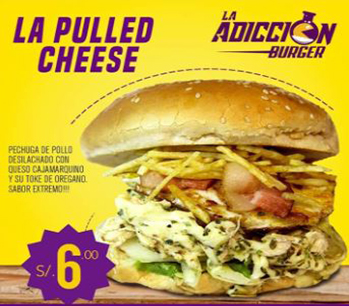 LA PULLED
CHEESE
LA
ADICCIÓN
BURGER
PECHUGA DE POLLO
DESILACHADO CON
QUESO CAJAMARQUINO
Y SU TOKE DE OREGANO.
SABOR EXTREMO!!!!
S/. 6.00